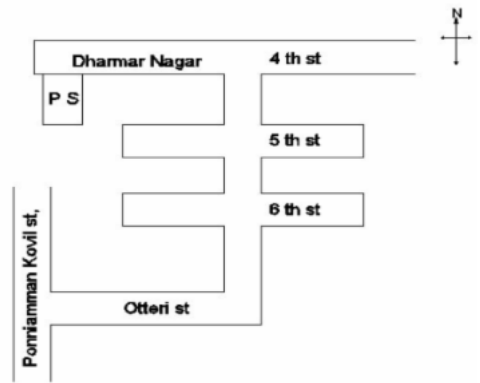 N
Dharmar Nagar 4 th st
P S
5 th st
6 th st
Ponniamman Kovil st,
Otteri st